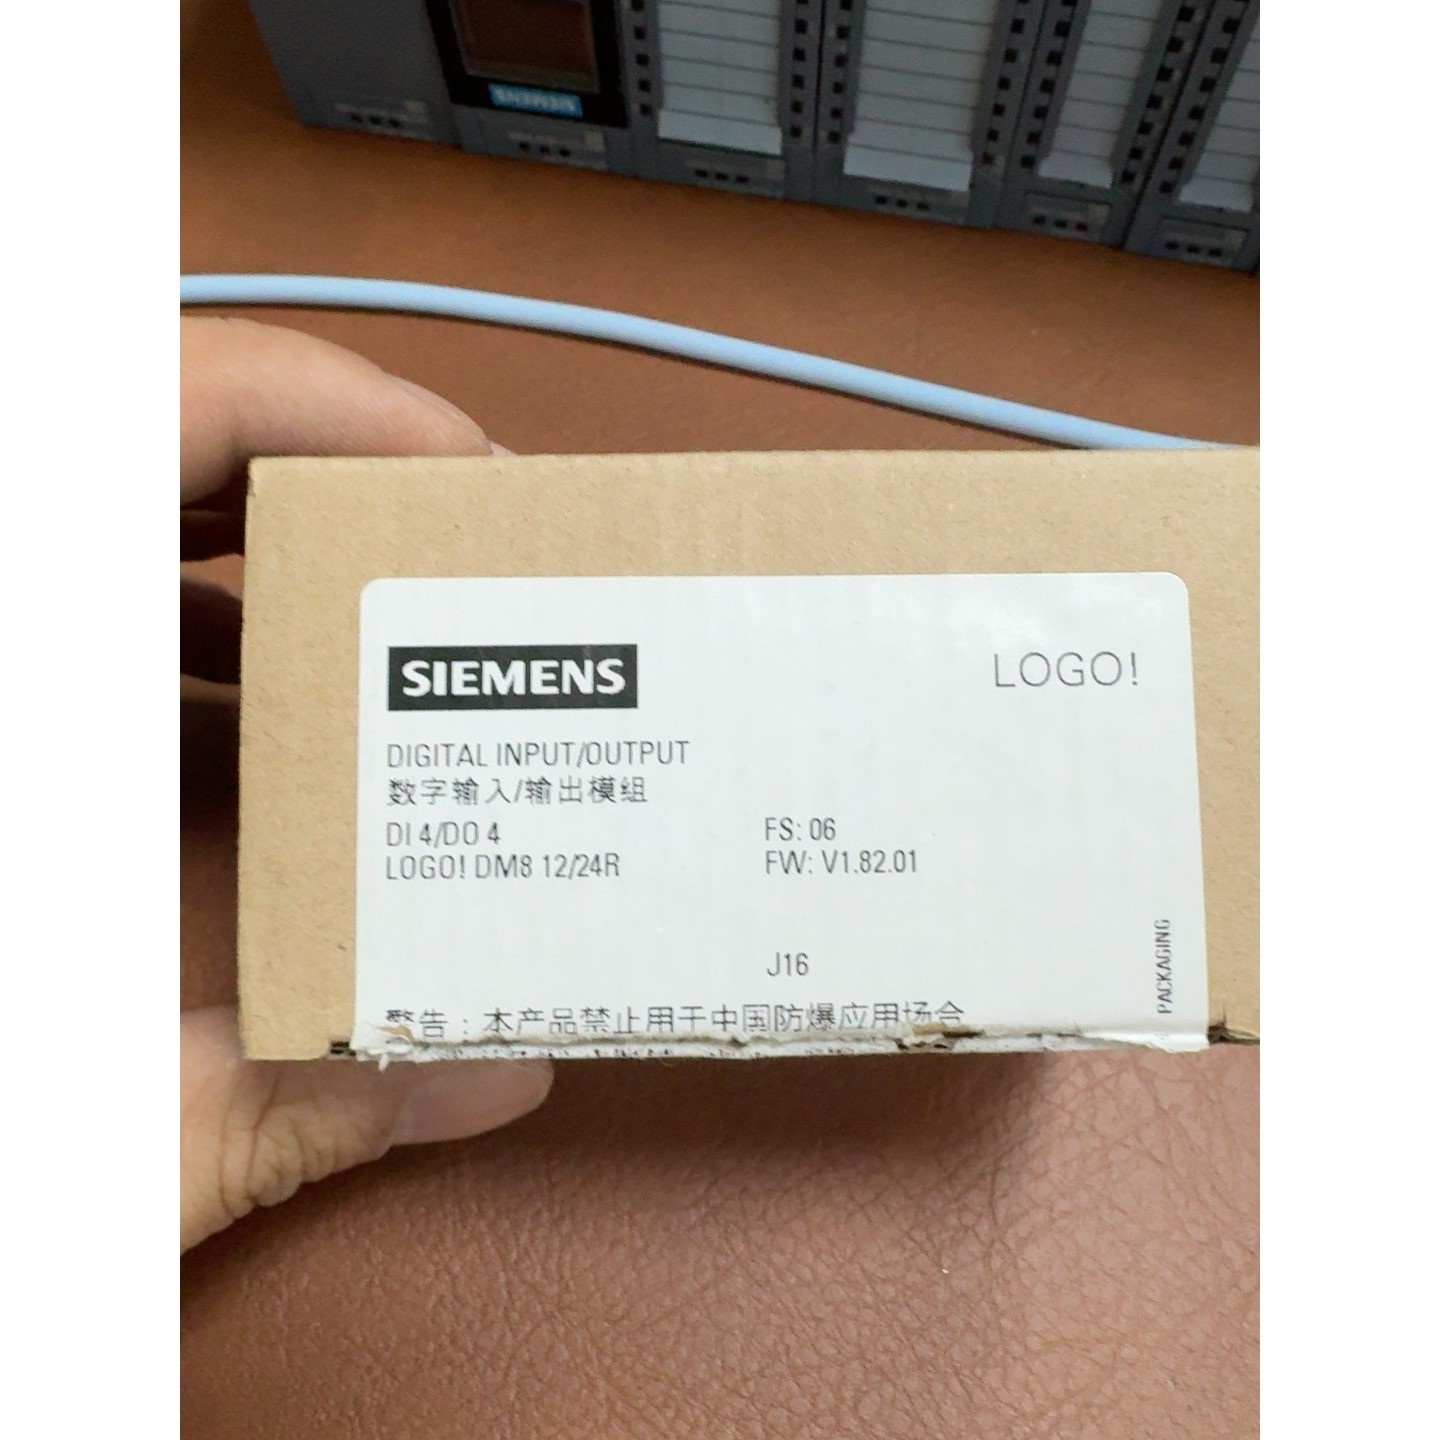 SIEMENS
SIEMENS
LOGO!
DIGITAL INPUT/OUTPUT
数字输入/输出模组
DI 4/DO 4
LOGO! DM8 12/24R
FS: 06
FW: V1.82.01
J16
PACKAGING
警告：本产品禁止用于中国防爆应用场合